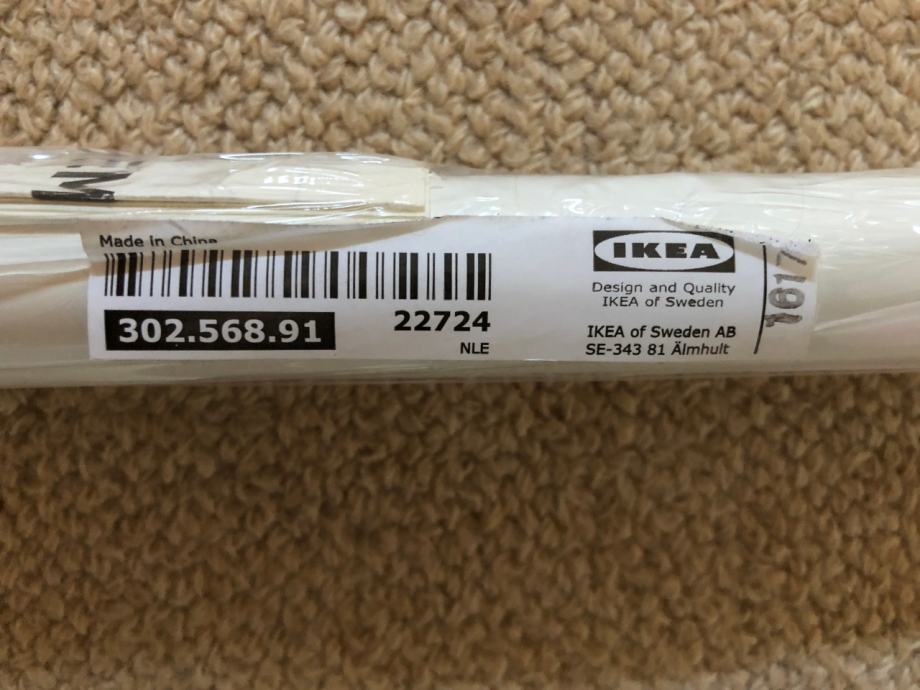 Made in China
302.568.91
22724
NLE
IKEA
Design and Quality
IKEA of Sweden
IKEA of Sweden AB
SE-343 81 Älmhult
1617